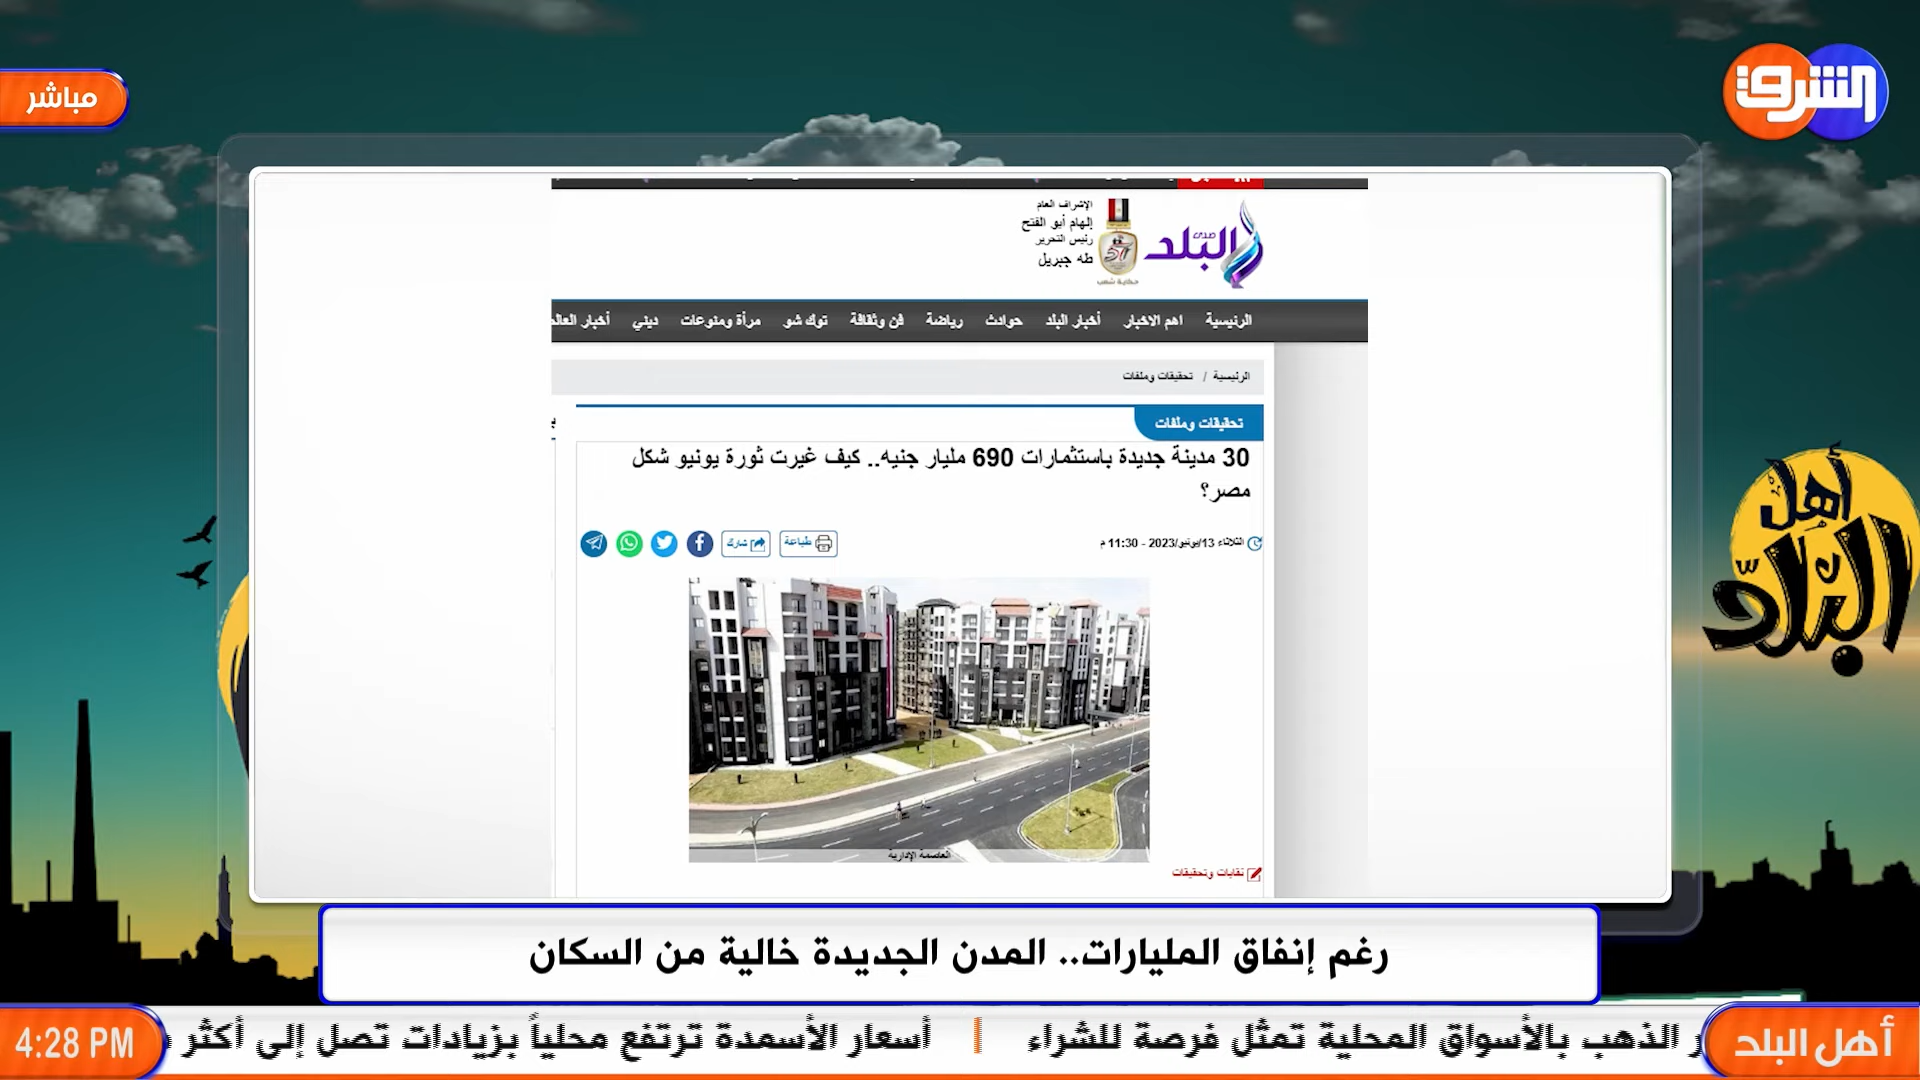 مباشر
الشرق
الإشراف العام
إلهام أبو الفتح
رئيس التحرير
طه جبريل
صدى البلد
حكاية شعب
الرئيسية اهم الاخبار أخبار البلد حوادث رياضة فن وثقافة توك شو مرأة ومنوعات ديني أخبار العالم
الرئيسية / تحقيقات وملفات
تحقيقات وملفات
30 مدينة جديدة باستثمارات 690 مليار جنيه.. كيف غيرت ثورة يونيو شكل
مصر؟
الثلاثاء 13/يونيو/2023 - 11:30 م
طباعة
شارك
العاصمة الإدارية
نقابات وتحقيقات
أهل
البلد
رغم إنفاق المليارات.. المدن الجديدة خالية من السكان
أهل البلد
ر الذهب بالأسواق المحلية تمثل فرصة للشراء | أسعار الأسمدة ترتفع محلياً بزيادات تصل إلى أكثر
4:28 PM